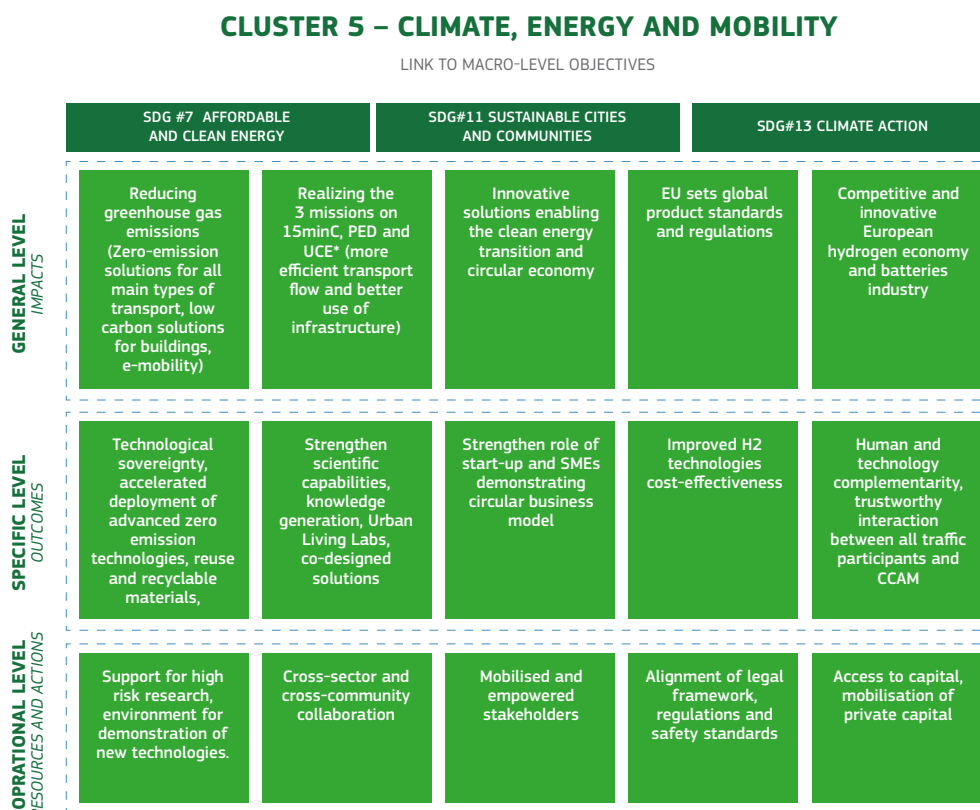 CLUSTER 5 – CLIMATE, ENERGY AND MOBILITY
LINK TO MACRO-LEVEL OBJECTIVES
SDG #7 AFFORDABLE
AND CLEAN ENERGY
SDG#11 SUSTAINABLE CITIES
AND COMMUNITIES
SDG#13 CLIMATE ACTION
GENERAL LEVEL
IMPACTS
Reducing
greenhouse gas
emissions
(Zero-emission
solutions for all
main types of
transport, low
carbon solutions
for buildings,
e-mobility)
Realizing the
3 missions on
15minC, PED and
UCE* (more
efficient transport
flow and better
use of
infrastructure)
Innovative
solutions enabling
the clean energy
transition and
circular economy
EU sets global
product standards
and regulations
Competitive and
innovative
European
hydrogen economy
and batteries
industry
SPECIFIC LEVEL
OUTCOMES
Technological
sovereignty,
accelerated
deployment of
advanced zero
emission
technologies, reuse
and recyclable
materials,
Strengthen
scientific
capabilities,
knowledge
generation, Urban
Living Labs,
co-designed
solutions
Strengthen role of
start-up and SMEs
demonstrating
circular business
model
Improved H2
technologies
cost-effectiveness
Human and
technology
complementarity,
trustworthy
interaction
between all traffic
participants and
CCAM
OPRATIONAL LEVEL
RESOURCES AND ACTIONS
Support for high
risk research,
environment for
demonstration of
new technologies.
Cross-sector and
cross-community
collaboration
Mobilised and
empowered
stakeholders
Alignment of legal
framework,
regulations and
safety standards
Access to capital,
mobilisation of
private capital